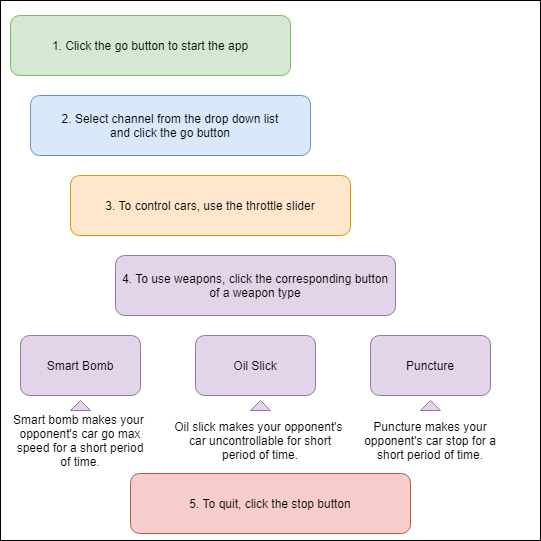 1. Click the go button to start the app
2. Select channel from the drop down list
and click the go button
3. To control cars, use the throttle slider
4. To use weapons, click the corresponding button
of a weapon type
Smart Bomb
Oil Slick
Puncture
Smart bomb makes your
opponent's car go max
speed for a short period
of time.
Oil slick makes your opponent's
car uncontrollable for short
period of time.
Puncture makes your
opponent's car stop for a
short period of time.
5. To quit, click the stop button